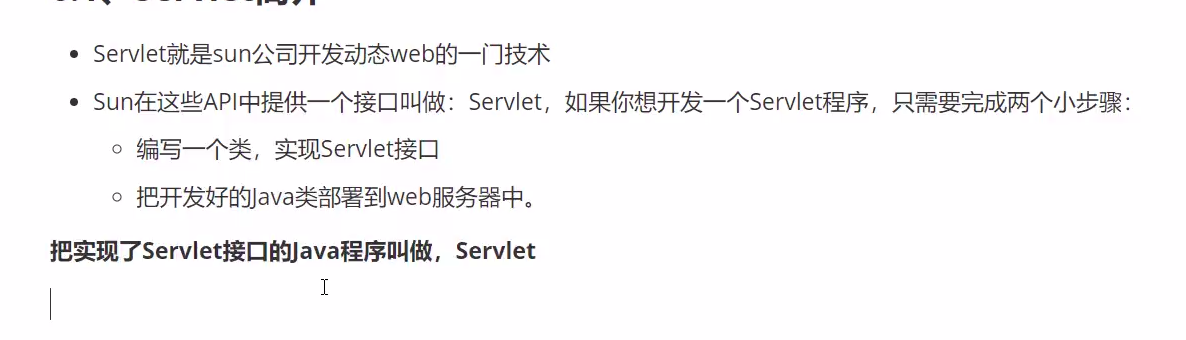 Servlet就是sun公司开发动态web的一门技术
Sun在这些API中提供一个接口叫做：Servlet，如果你想开发一个Servlet程序，只需要完成两个小步骤：
编写一个类，实现Servlet接口
把开发好的Java类部署到web服务器中。
把实现了Servlet接口的Java程序叫做，Servlet